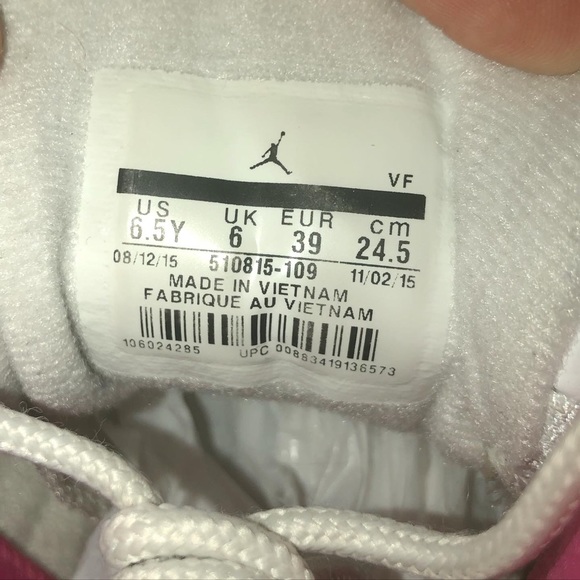 VF
US UK EUR cm
6.5Y 6 39 24.5
08/12/15 510815-109 11/02/15
MADE IN VIETNAM
FABRIQUE AU VIETNAM
106024285 UPC 00883419136573